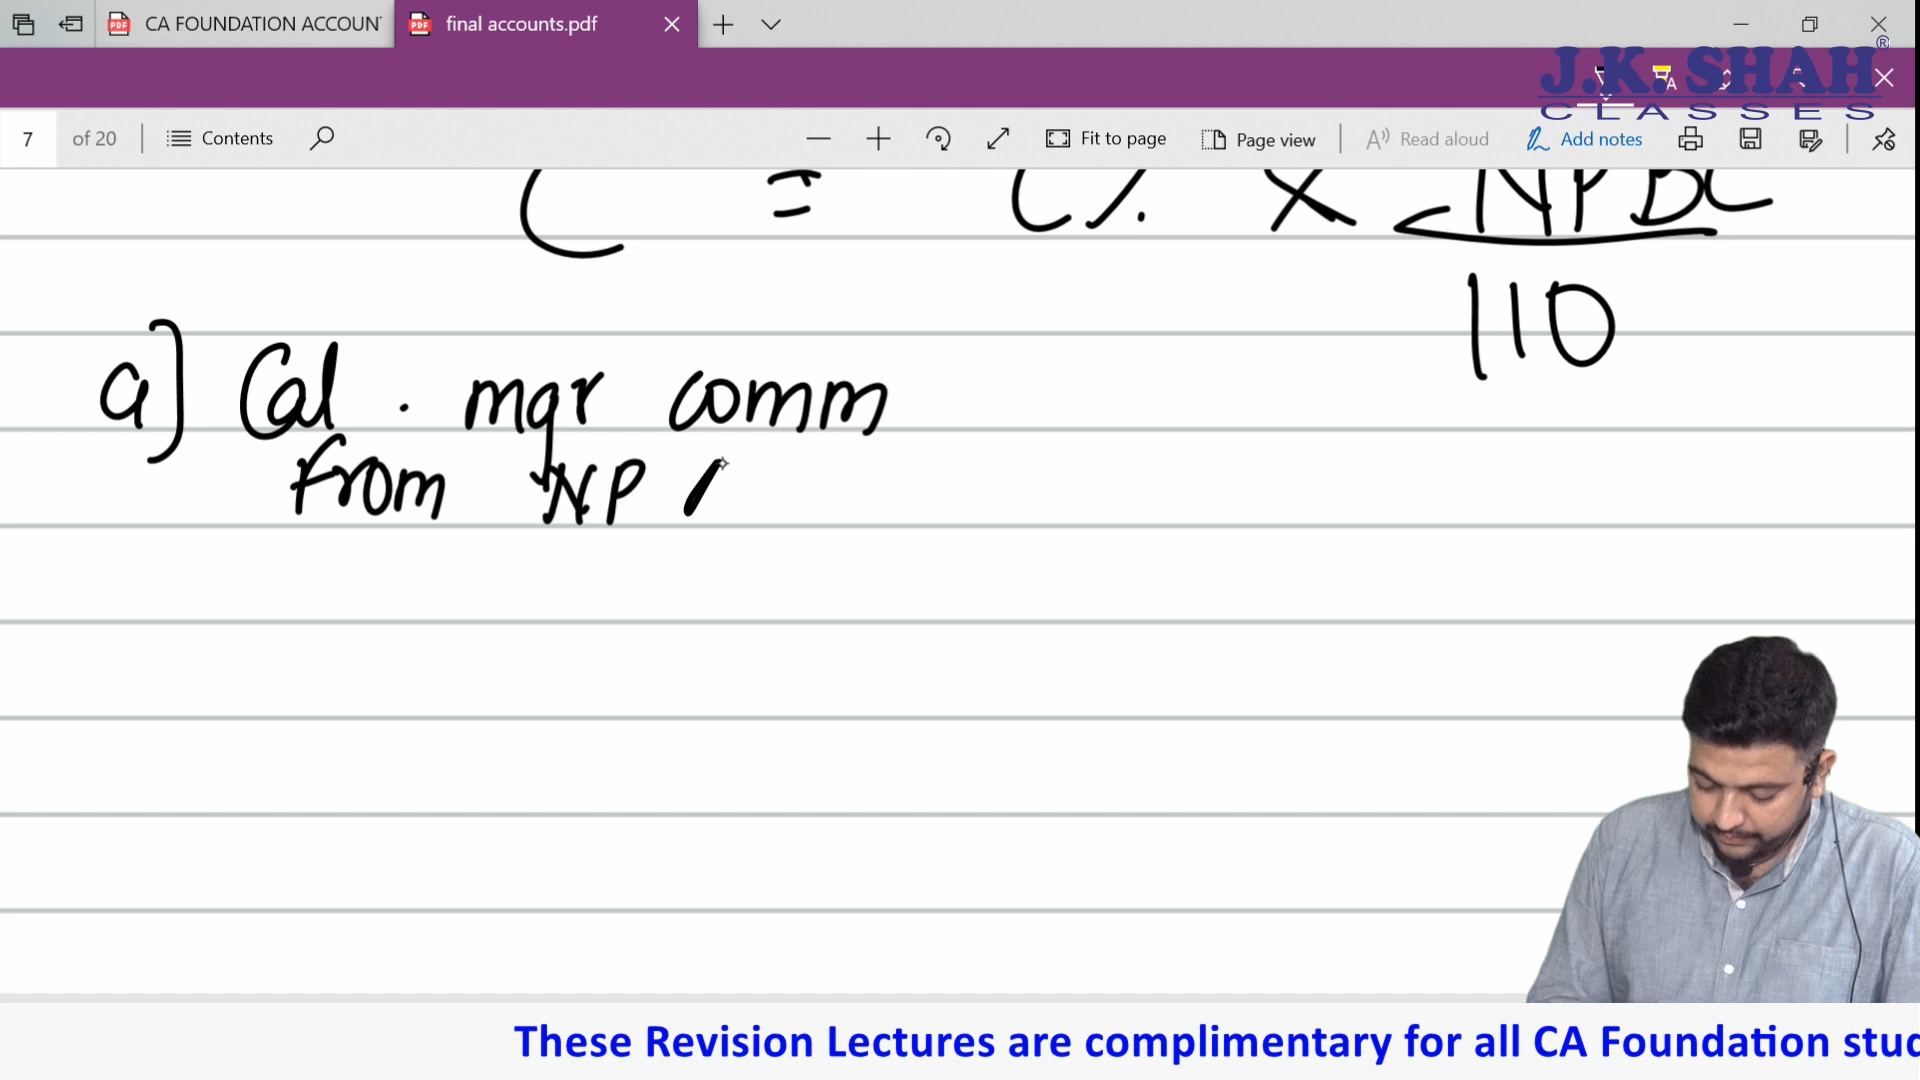 CA FOUNDATION ACCOUN
final accounts.pdf
J.K. SHAH ®
CLASSES
7 of 20
Contents
Fit to page
Page view
Read aloud
Add notes
C = C%. X NPBC
110
a] Cal. mgr comm
from NP
These Revision Lectures are complimentary for all CA Foundation stud